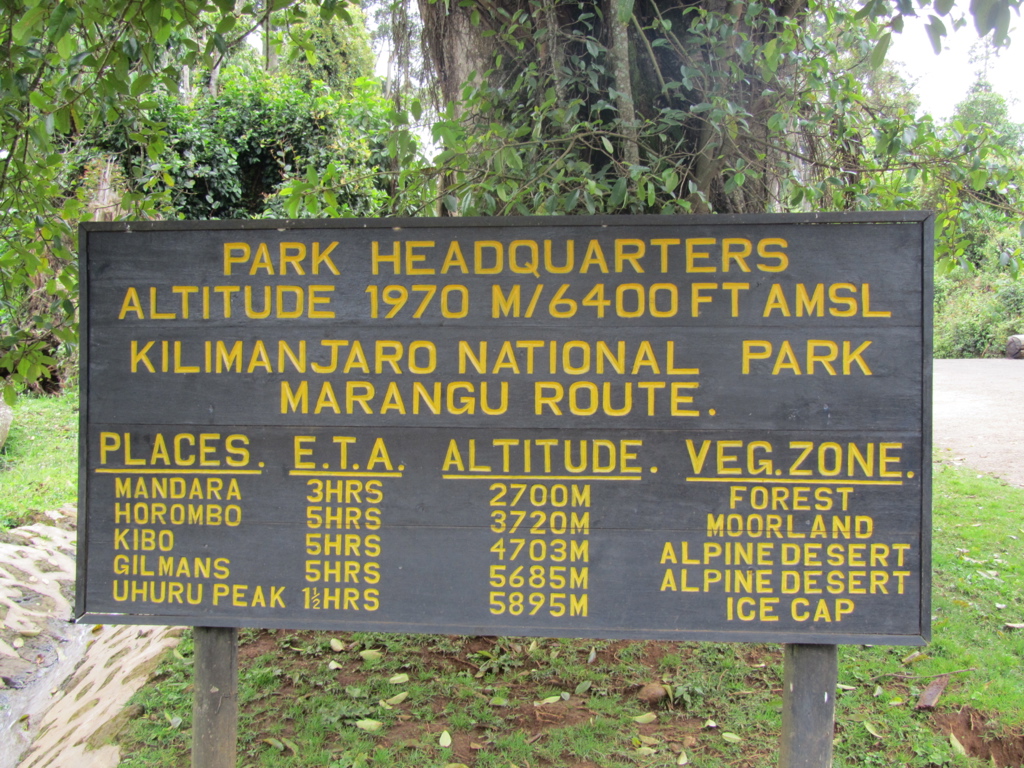 PARK HEADQUARTERS
ALTITUDE 1970 M/6400 FT AMSL
KILIMANJARO NATIONAL PARK
MARANGU ROUTE.
PLACES. E.T.A. ALTITUDE. VEG.ZONE.
MANDARA 3HRS 2700M FOREST
HOROMBO 5HRS 3720M MOORLAND
KIBO 5HRS 4703M ALPINE DESERT
GILMANS 5HRS 5685M ALPINE DESERT
UHURU PEAK 1½HRS 5895M ICE CAP